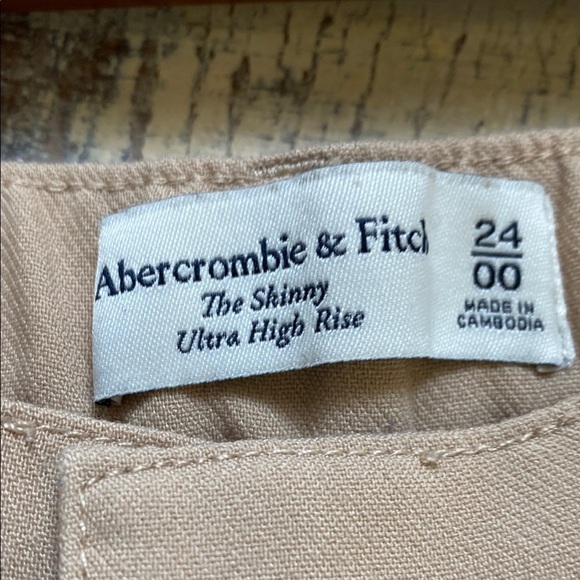 Abercrombie & Fitch
The Skinny
Ultra High Rise
24
00
MADE IN
CAMBODIA